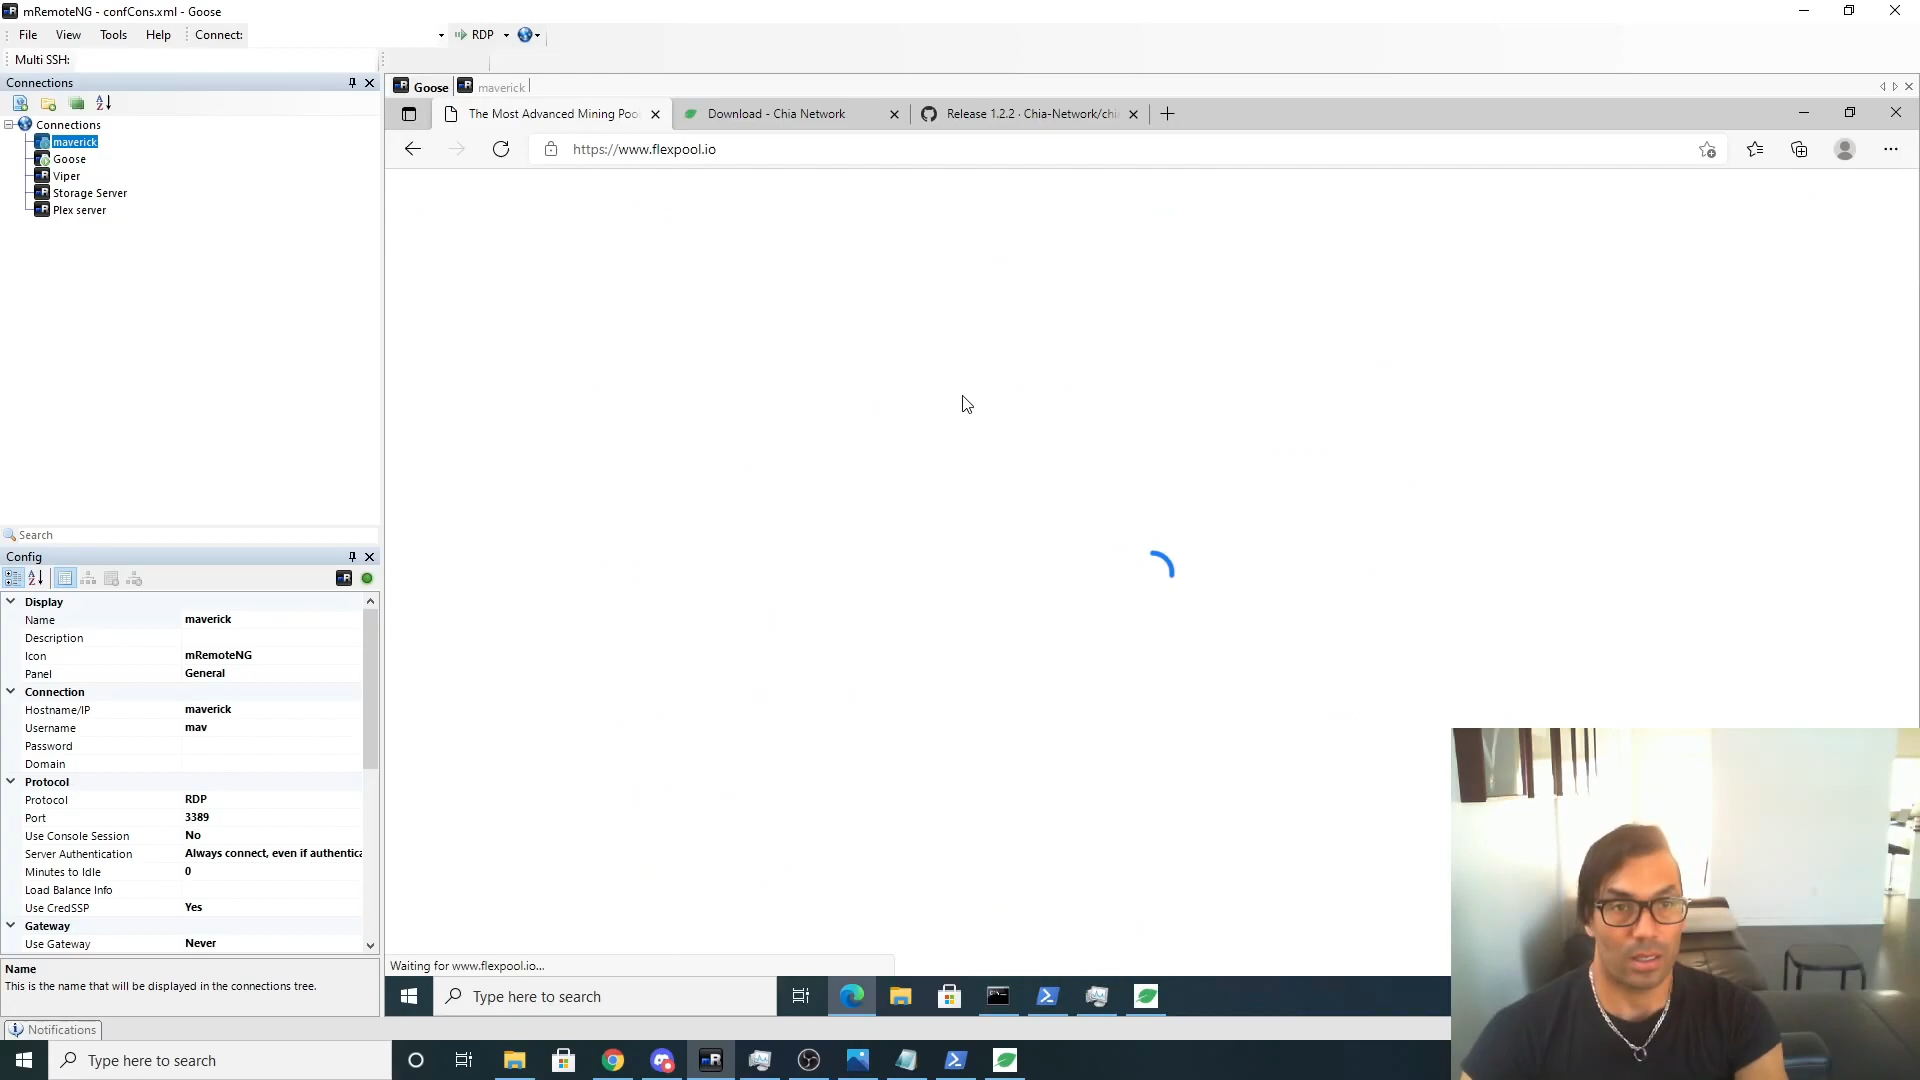 mRemoteNG - confCons.xml - Goose
File View Tools Help Connect: RDP
Multi SSH:
Connections
Goose maverick
The Most Advanced Mining Poo Download - Chia Network Release 1.2.2 · Chia-Network/chi
https://www.flexpool.io
Connections
maverick
Goose
Viper
Storage Server
Plex server
Search
Config
Display
Name maverick
Description
Icon mRemoteNG
Panel General
Connection
Hostname/IP maverick
Username mav
Password
Domain
Protocol
Protocol RDP
Port 3389
Use Console Session No
Server Authentication Always connect, even if authentica
Minutes to Idle 0
Load Balance Info
Use CredSSP Yes
Gateway
Use Gateway Never
Name
This is the name that will be displayed in the connections tree.
Waiting for www.flexpool.io...
Type here to search
Notifications
Type here to search